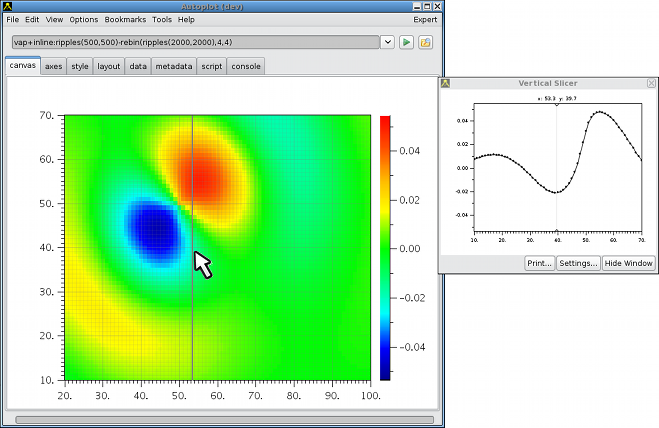 Autoplot (dev)
File Edit View Options Bookmarks Tools Help Expert
vap+inline:ripples(500,500)-rebin(ripples(2000,2000),4,4)
canvas axes style layout data metadata script console
70.
60.
50.
40.
30.
20.
10.
20. 30. 40. 50. 60. 70. 80. 90. 100.
0.04
0.02
0.00
−0.02
−0.04
Vertical Slicer
x: 53.3 y: 39.7
0.04
0.02
0.00
−0.02
−0.04
10. 20. 30. 40. 50. 60. 70.
Print... Settings... Hide Window